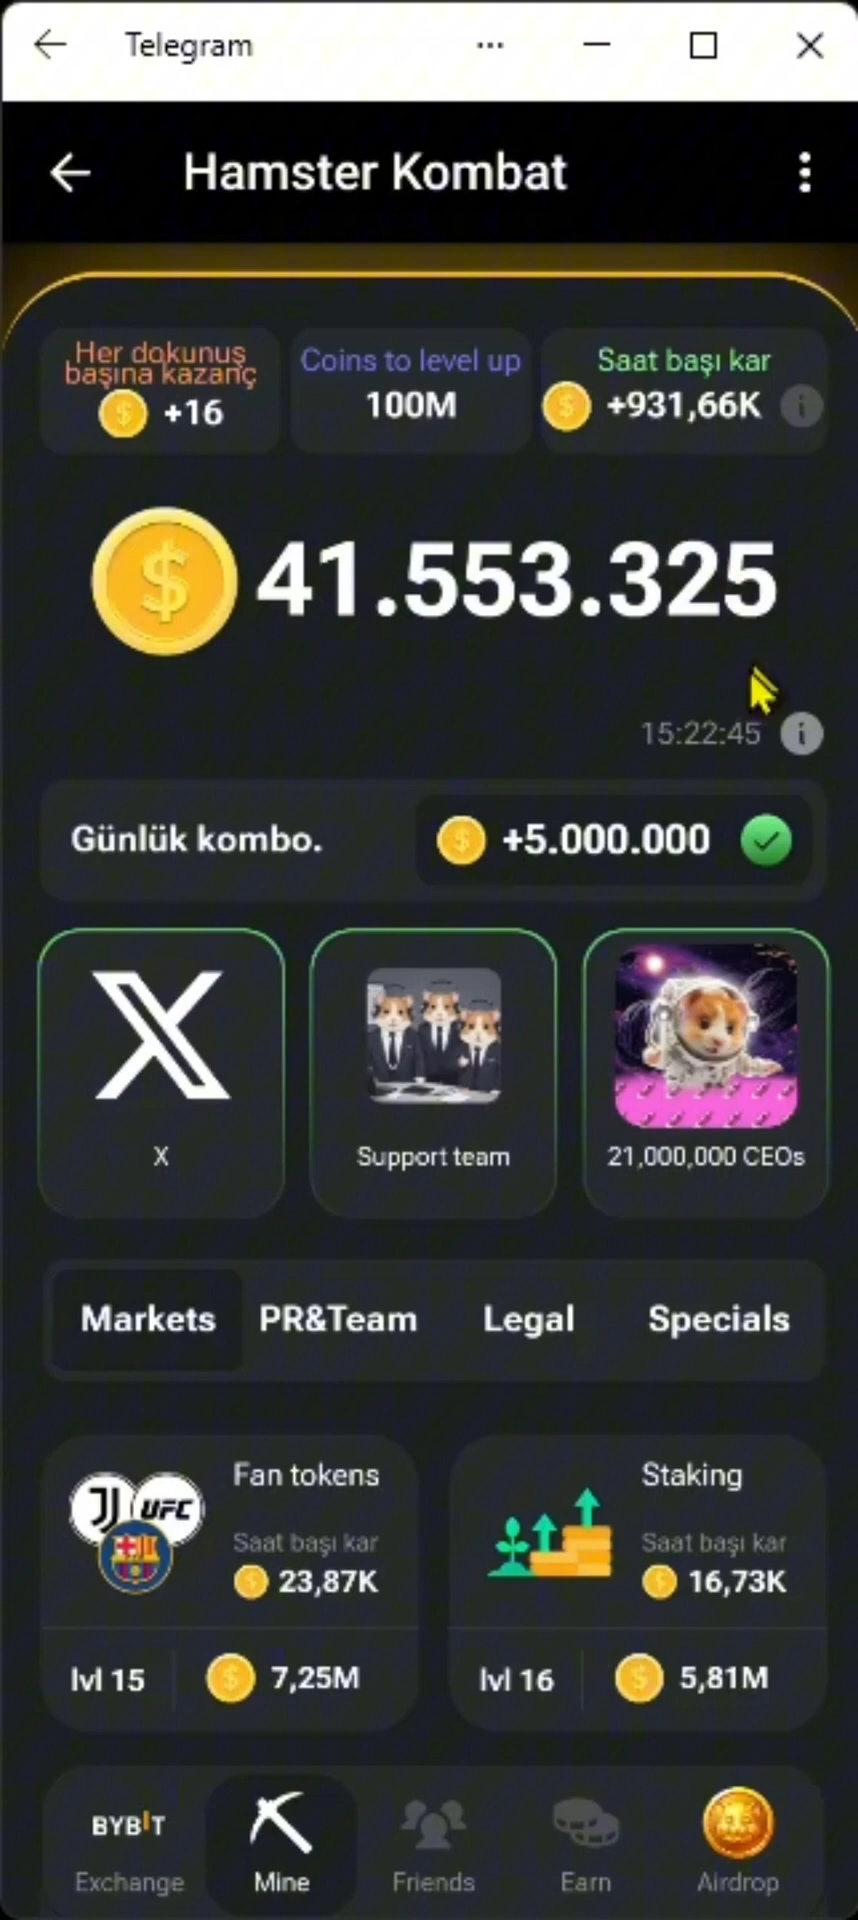 Telegram
Hamster Kombat
Her dokunuş
başına kazanç
+16
Coins to level up
100M
Saat başı kar
+931,66K
41.553.325
15:22:45
Günlük kombo.
+5.000.000
X
Support team
21,000,000 CEOs
Markets PR&Team Legal Specials
Fan tokens
UFC
Saat başı kar
23,87K
lvl 15
7,25M
Staking
Saat başı kar
16,73K
lvl 16
5,81M
BYBIT
Exchange
Mine
Friends
Earn
Airdrop